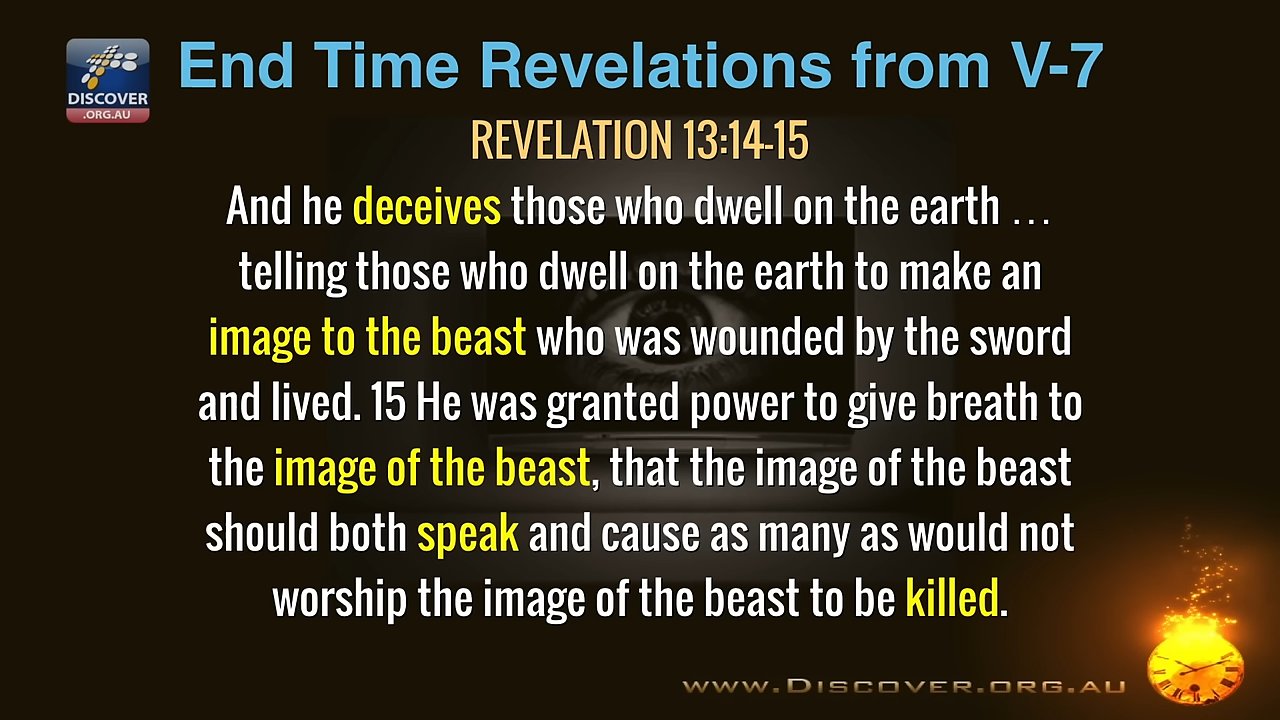 DISCOVER
.ORG.AU
End Time Revelations from V-7
REVELATION 13:14-15
And he deceives those who dwell on the earth ...
telling those who dwell on the earth to make an
image to the beast who was wounded by the sword
and lived. 15 He was granted power to give breath to
the image of the beast, that the image of the beast
should both speak and cause as many as would not
worship the image of the beast to be killed.
www.Discover.org.au